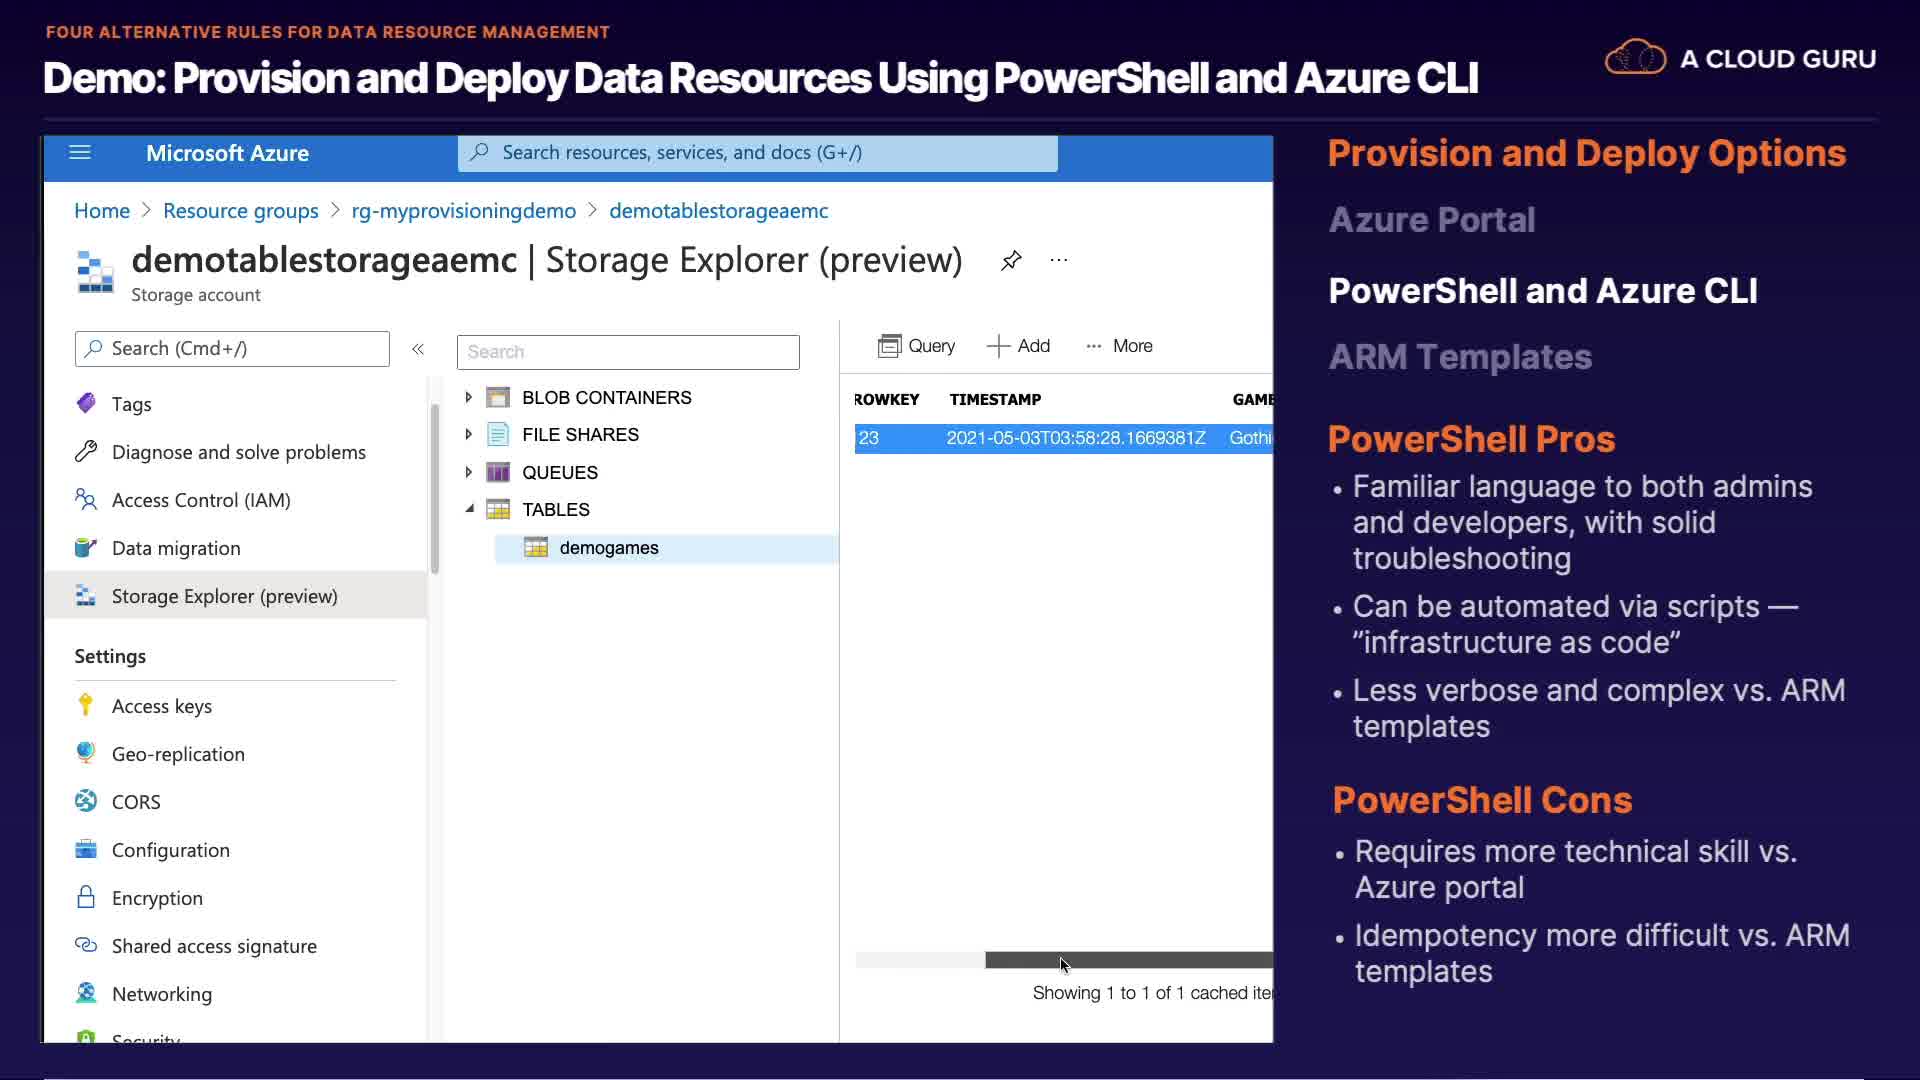 FOUR ALTERNATIVE RULES FOR DATA RESOURCE MANAGEMENT
Demo: Provision and Deploy Data Resources Using PowerShell and Azure CLI
A CLOUD GURU
Microsoft Azure
Search resources, services, and docs (G+/)
Home > Resource groups > rg-myprovisioningdemo > demotablestorageaemc
demotablestorageaemc | Storage Explorer (preview) ...
Storage account
Search (Cmd+/)
«
Tags
Diagnose and solve problems
Access Control (IAM)
Data migration
Storage Explorer (preview)
Settings
Access keys
Geo-replication
CORS
Configuration
Encryption
Shared access signature
Networking
Security
Search
BLOB CONTAINERS
FILE SHARES
QUEUES
TABLES
demogames
Query + Add ... More
ROWKEY TIMESTAMP GAME
23 2021-05-03T03:58:28.1669381Z Gothi
Showing 1 to 1 of 1 cached ite
Provision and Deploy Options
Azure Portal
PowerShell and Azure CLI
ARM Templates
PowerShell Pros
• Familiar language to both admins
and developers, with solid
troubleshooting
• Can be automated via scripts —
”infrastructure as code”
• Less verbose and complex vs. ARM
templates
PowerShell Cons
• Requires more technical skill vs.
Azure portal
• Idempotency more difficult vs. ARM
templates